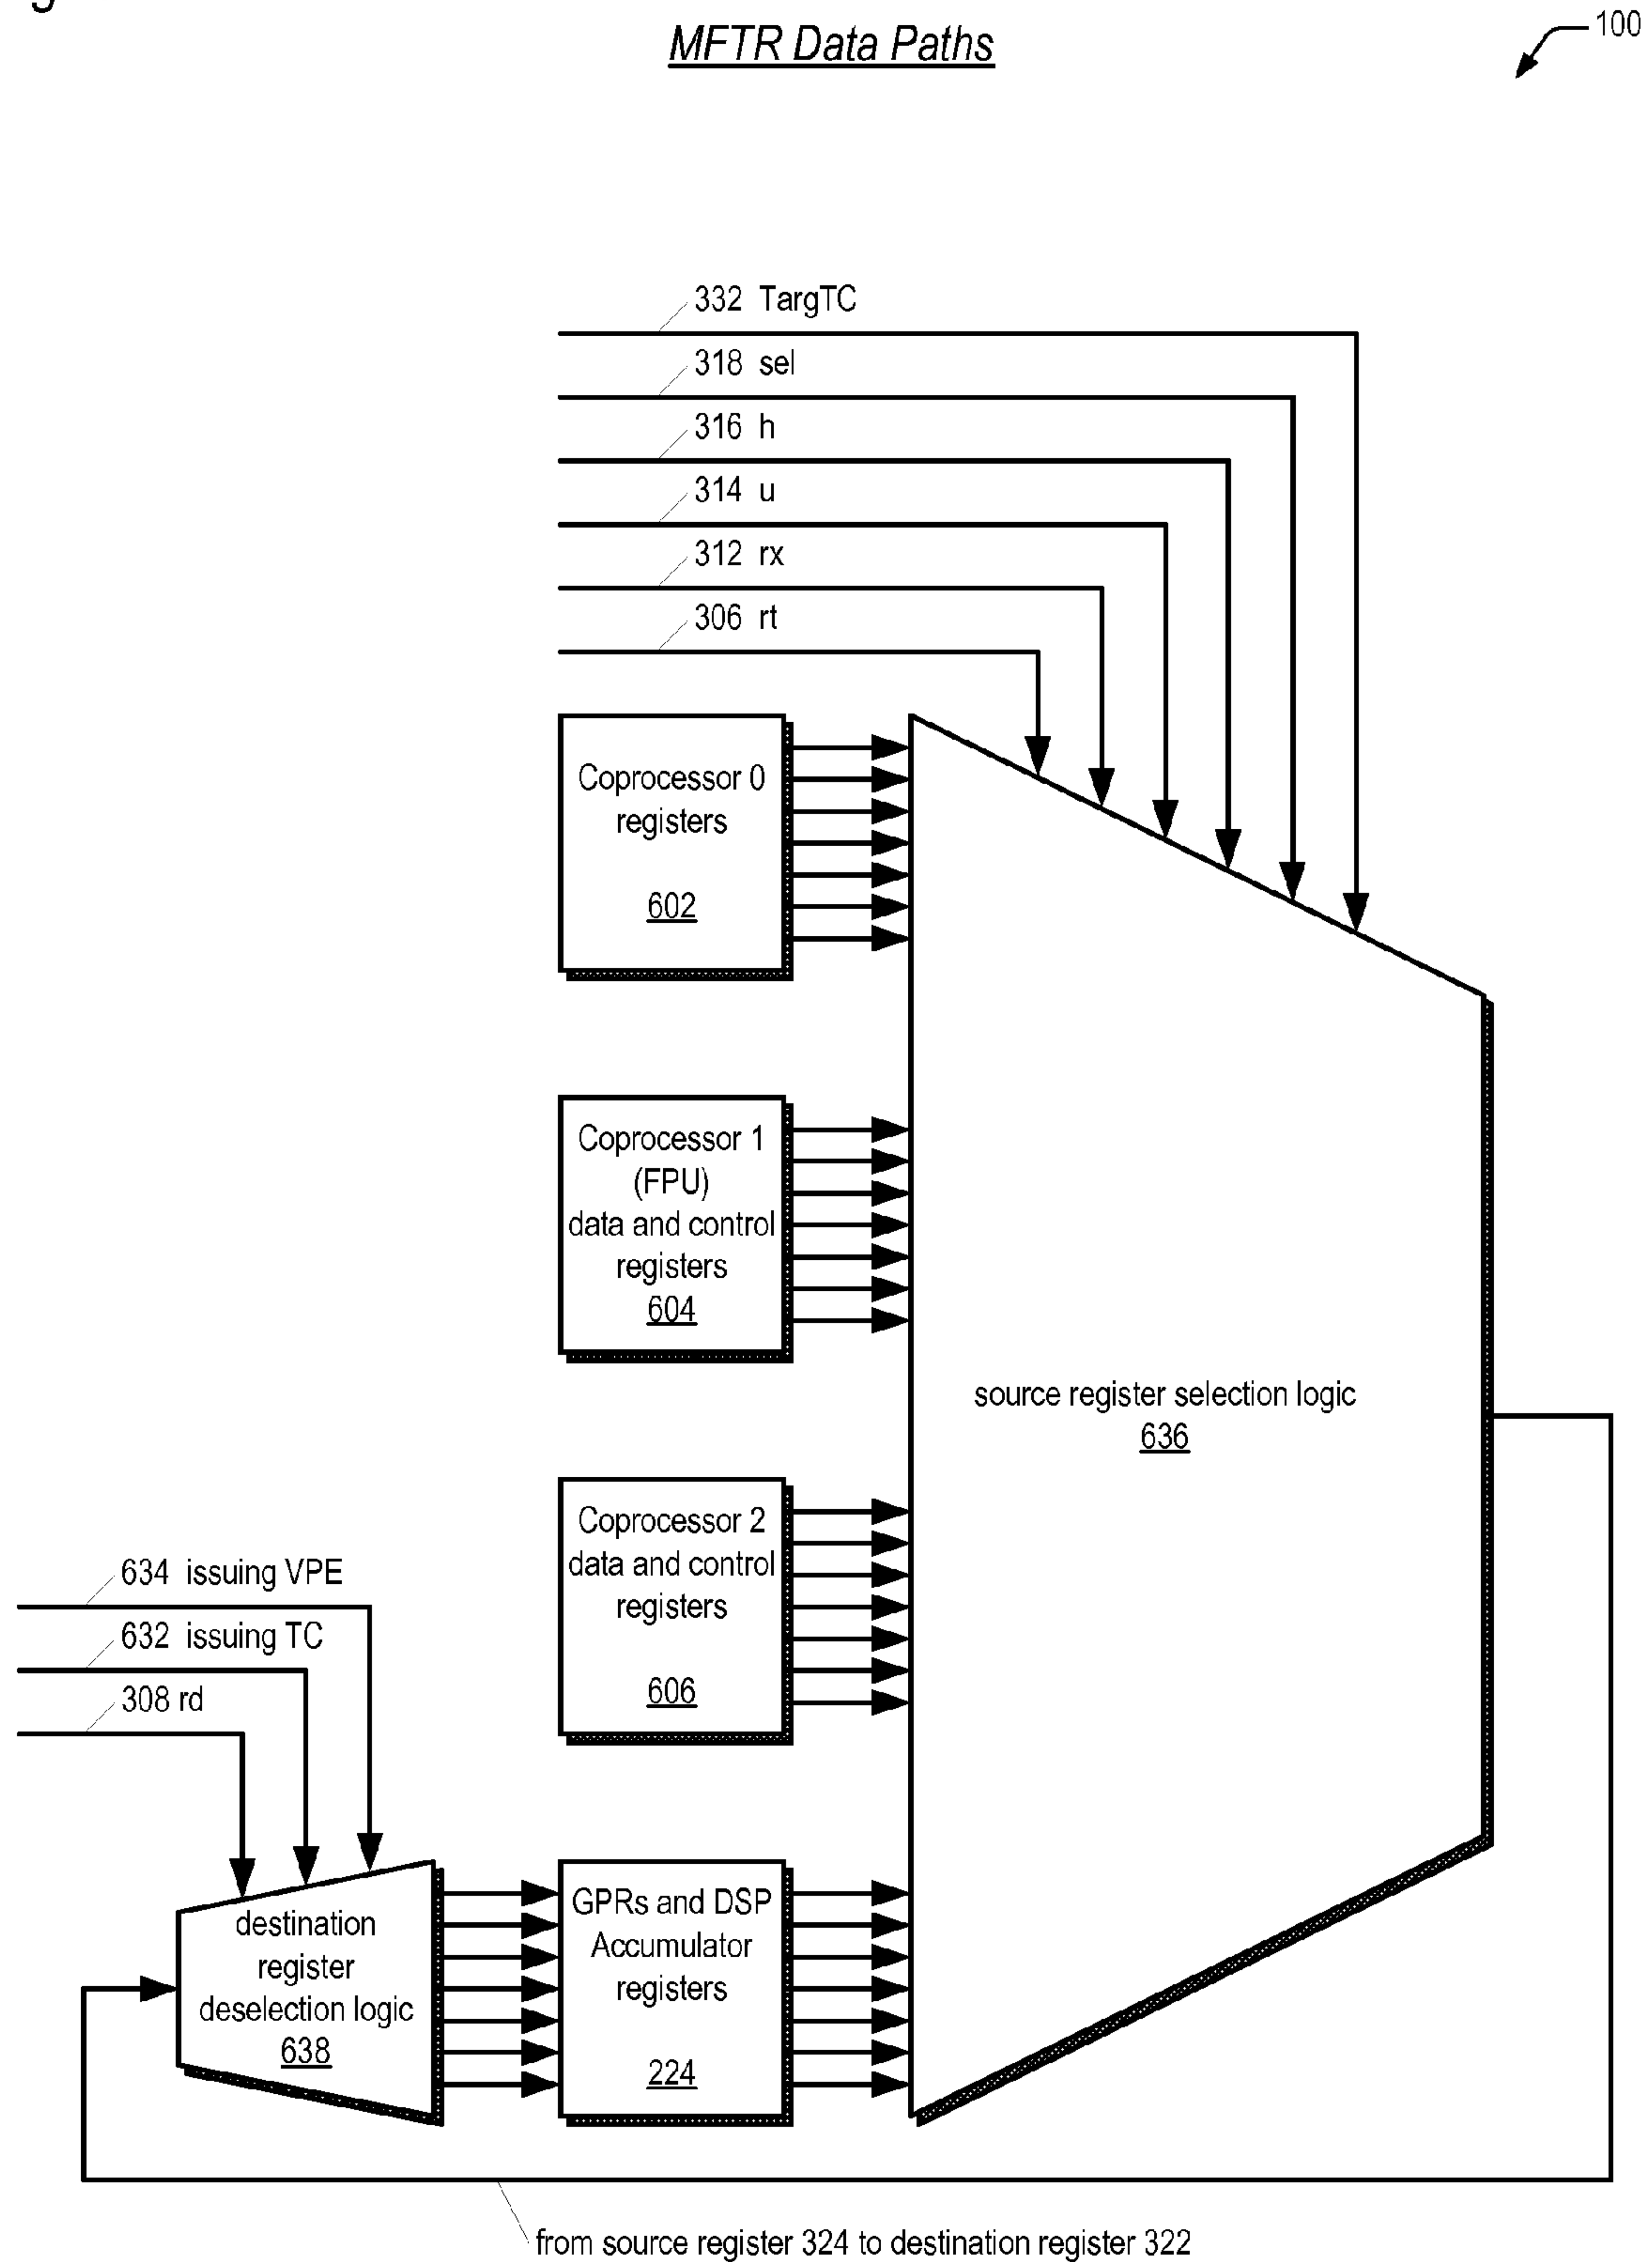 MFTR Data Paths
100
332 TargTC
318 sel
316 h
314 u
312 rx
306 rt
Coprocessor 0
registers
602
Coprocessor 1
(FPU)
data and control
registers
604
source register selection logic
636
Coprocessor 2
data and control
registers
606
634 issuing VPE
632 issuing TC
308 rd
destination
register
deselection logic
638
GPRs and DSP
Accumulator
registers
224
from source register 324 to destination register 322